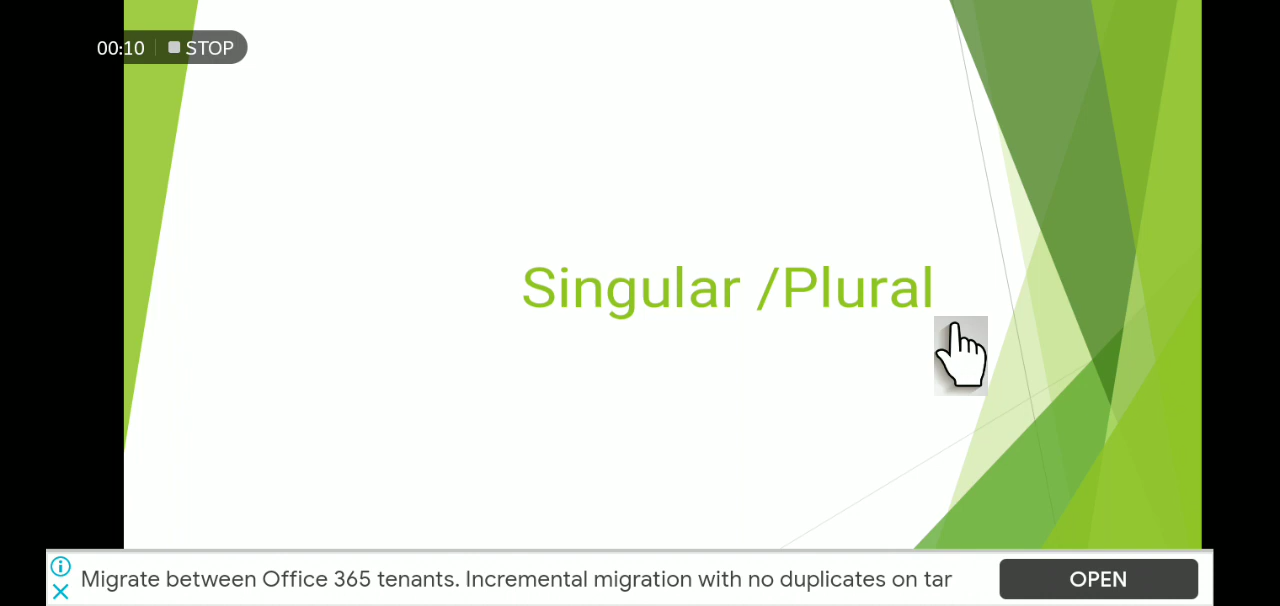 00:10 STOP
Singular /Plural
Migrate between Office 365 tenants. Incremental migration with no duplicates on tar
OPEN